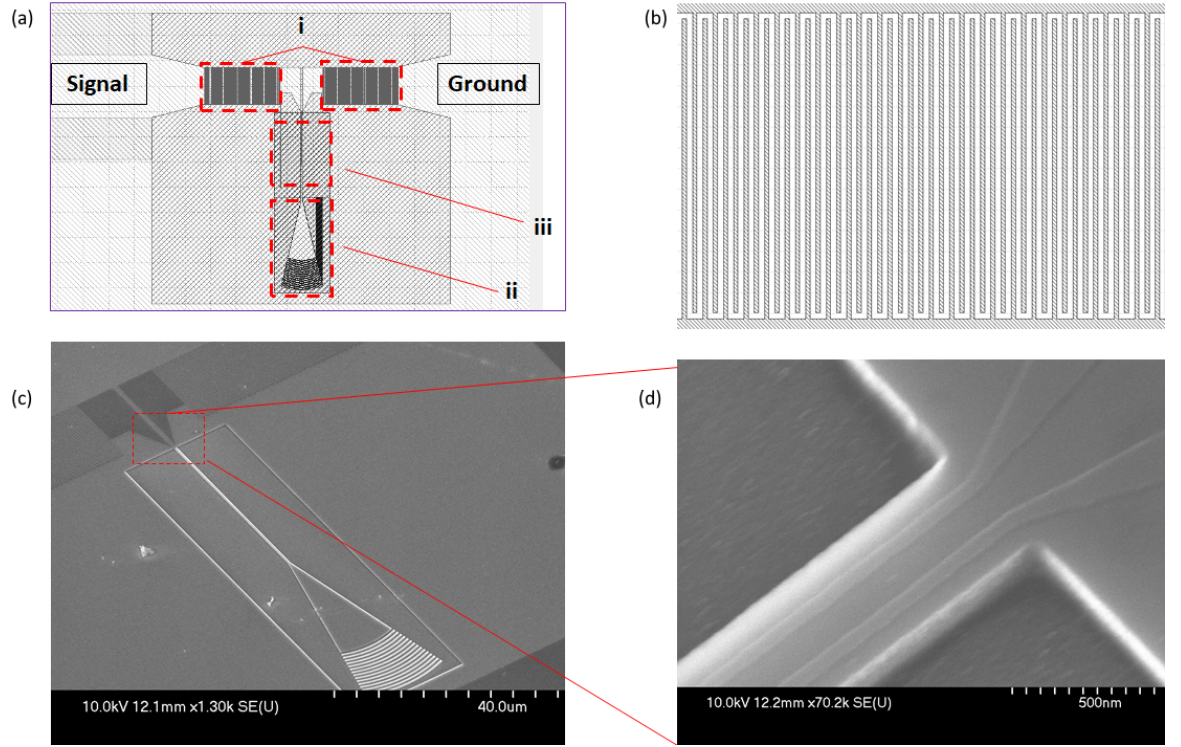 (a)
i
Signal
Ground
iii
ii
(b)
(c)
10.0kV 12.1mm x1.30k SE(U)
40.0um
(d)
10.0kV 12.2mm x70.2k SE(U)
500nm